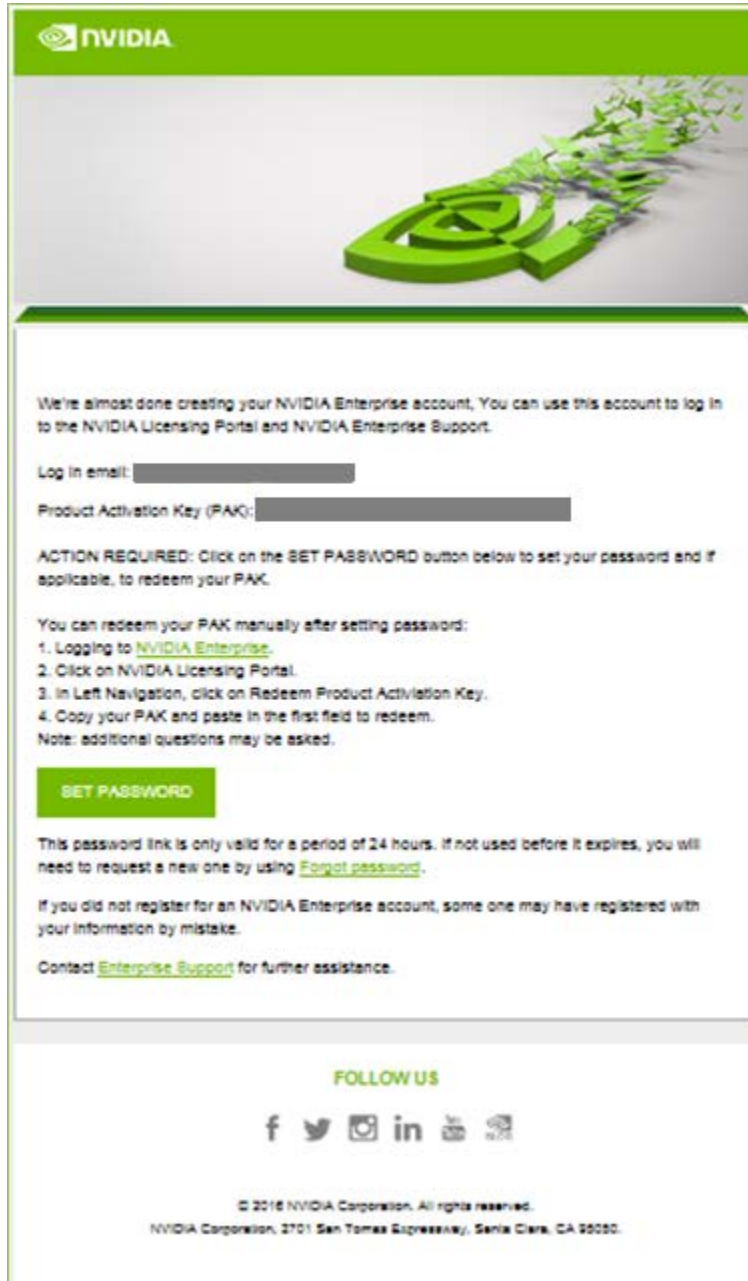 NVIDIA
We're almost done creating your NVIDIA Enterprise account, You can use this account to log in
to the NVIDIA Licensing Portal and NVIDIA Enterprise Support.
Log in email:
Product Activation Key (PAK):
ACTION REQUIRED: Click on the SET PASSWORD button below to set your password and if
applicable, to redeem your PAK.
You can redeem your PAK manually after setting password:
1. Logging to NVIDIA Enterprise.
2. Click on NVIDIA Licensing Portal.
3. In Left Navigation, click on Redeem Product Activiation Key.
4. Copy your PAK and paste in the first field to redeem.
Note: additional questions may be asked.
SET PASSWORD
This password link is only valid for a period of 24 hours. If not used before it expires, you will
need to request a new one by using Forgot password.
If you did not register for an NVIDIA Enterprise account, some one may have registered with
your information by mistake.
Contact Enterprise Support for further assistance.
FOLLOW US
f in You Tube
© 2016 NVIDIA Corporation. All rights reserved.
NVIDIA Corporation, 2701 San Tomas Expressway, Santa Clara, CA 95050.